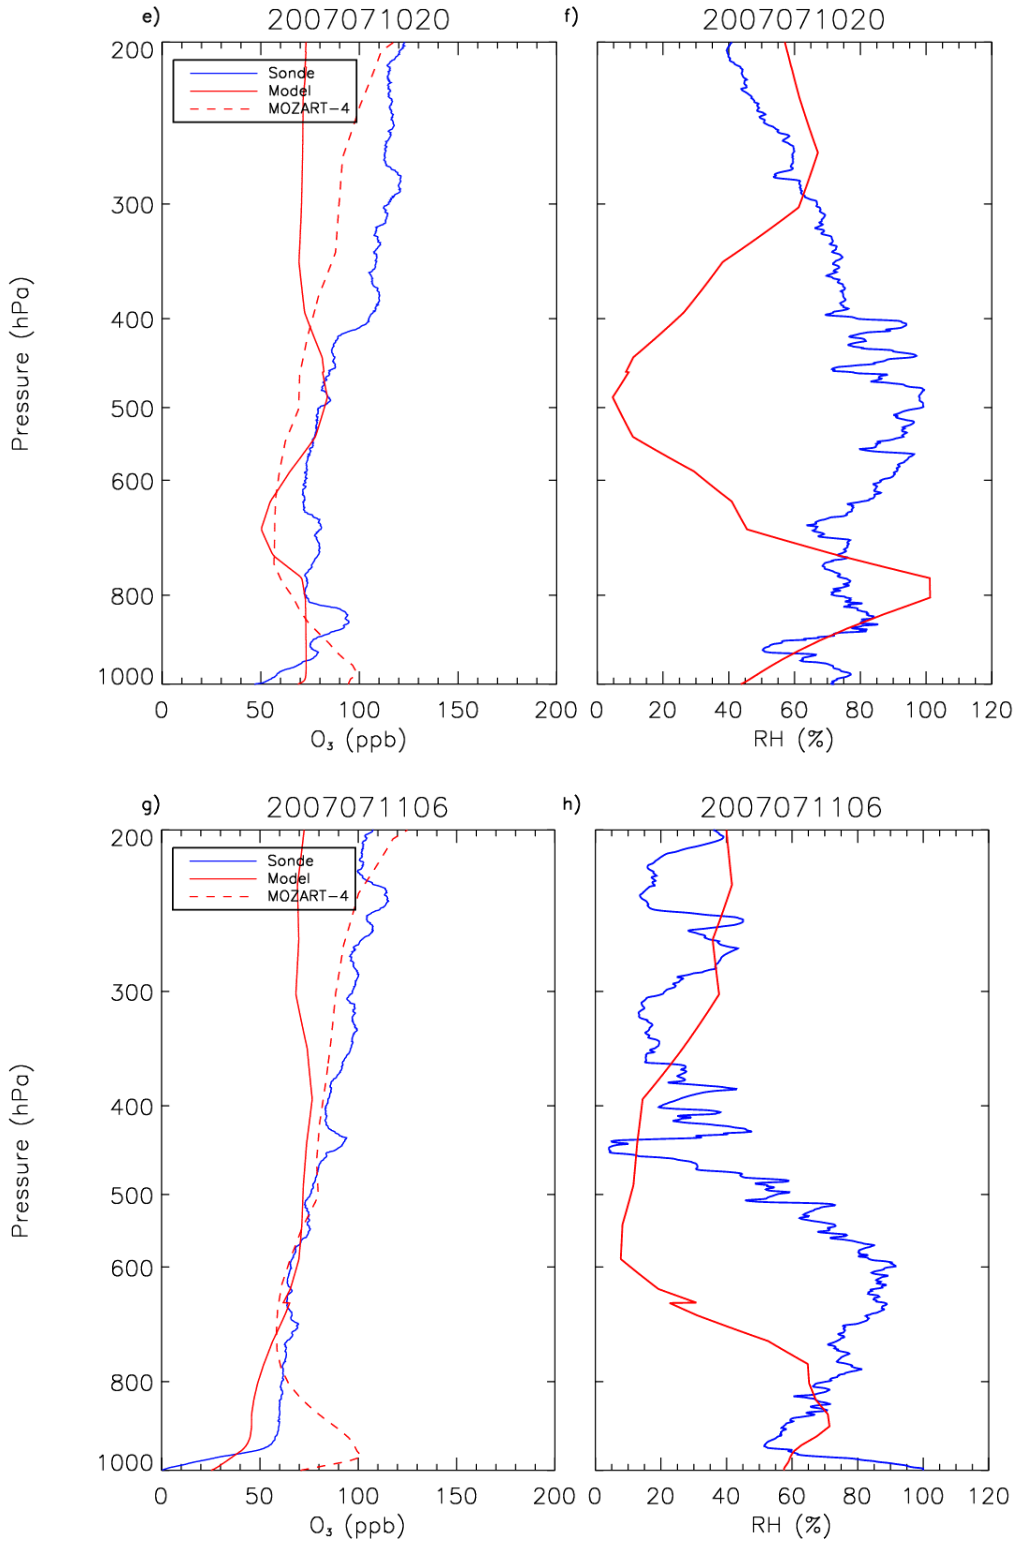 e) 2007071020
f) 2007071020
Sonde
Model
MOZART-4
200
300
400
500
600
800
1000
Pressure (hPa)
0 50 100 150 200
O₃ (ppb)
0 20 40 60 80 100 120
RH (%)
g) 2007071106
h) 2007071106
Sonde
Model
MOZART-4
200
300
400
500
600
800
1000
Pressure (hPa)
0 50 100 150 200
O₃ (ppb)
0 20 40 60 80 100 120
RH (%)